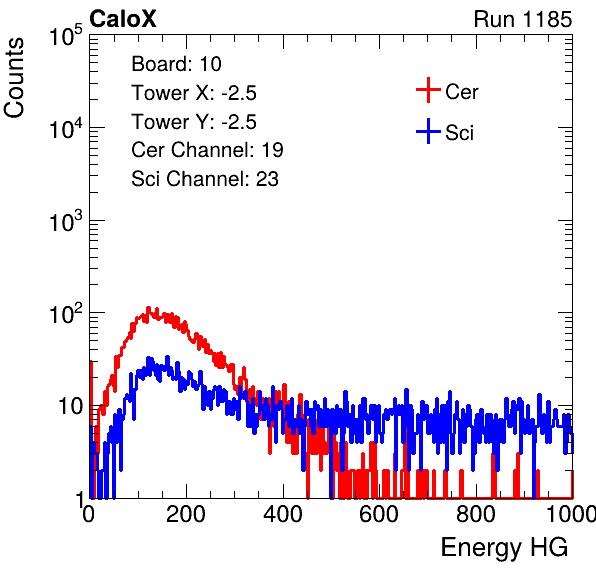 CaloX Run 1185
Counts
Board: 10
Tower X: -2.5
Tower Y: -2.5
Cer Channel: 19
Sci Channel: 23
Cer
Sci
10^5
10^4
10^3
10^2
10
1
0 200 400 600 800 1000
Energy HG